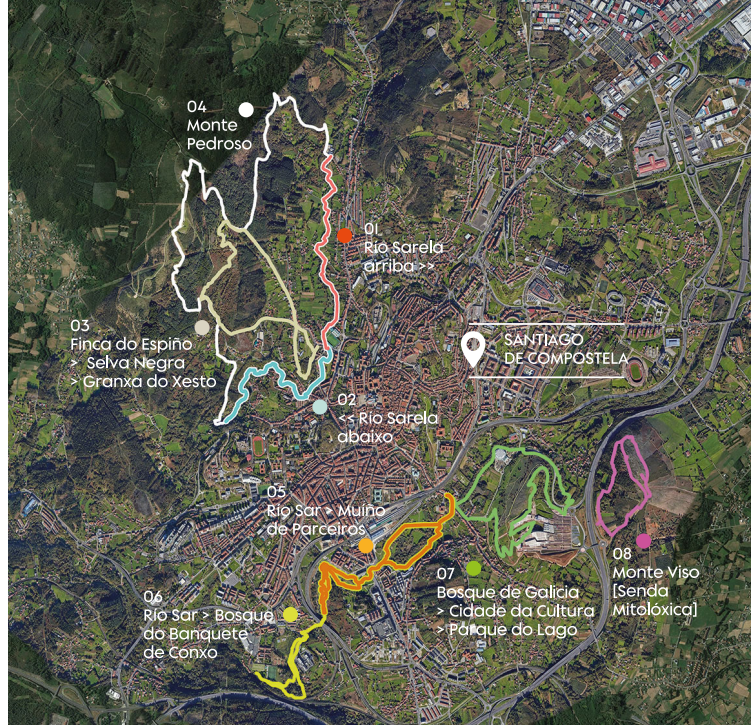 04
Monte
Pedroso
01.
Río Sarela
arriba >>
03
Finca do Espiño
> Selva Negra
> Granxa do Xesto
SANTIAGO
DE COMPOSTELA
02
<< Río Sarela
abaixo
05
Río Sar > Muíño
de Parceiros
06
Río Sar > Bosque
do Banquete
de Conxo
07
Bosque de Galicia
> Cidade da Cultura
> Parque do Lago
08
Monte Viso
[Senda
Mitolóxica]